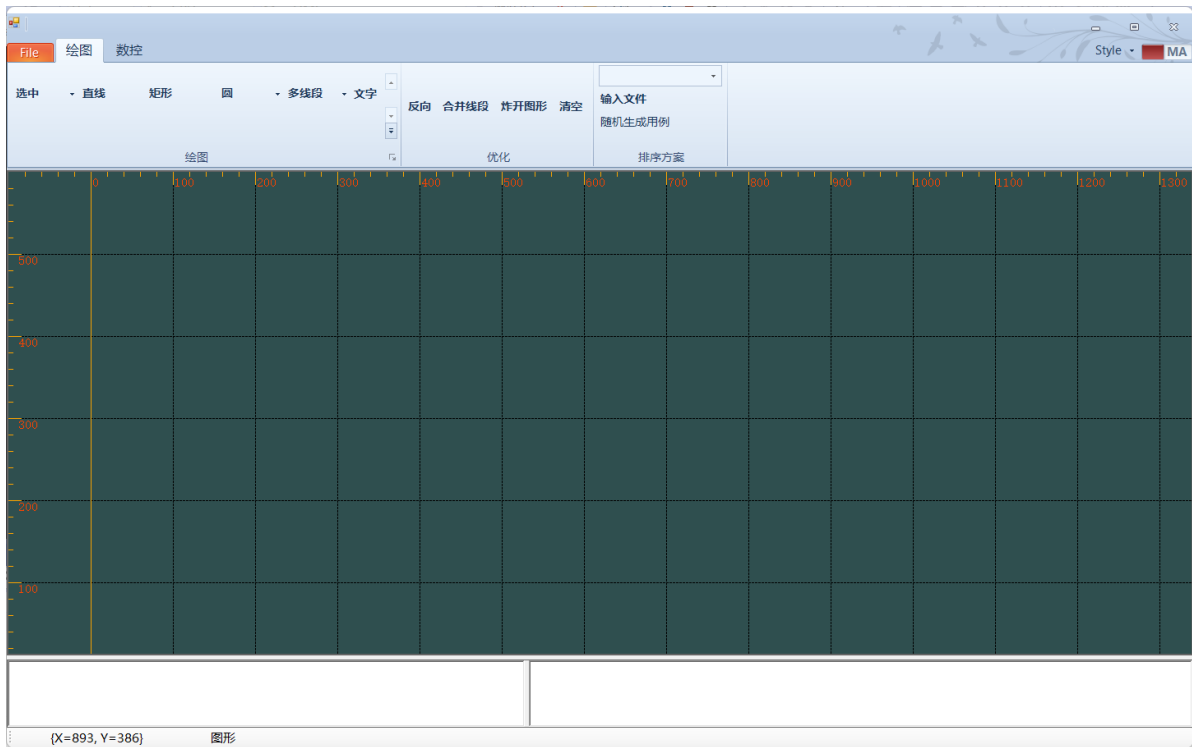 File 绘图 数控 Style MA
选中 直线 矩形 圆 多线段 文字
反向 合并线段 炸开图形 清空
输入文件
随机生成用例
绘图 优化 排序方案
0 100 200 300 400 500 600 700 800 900 1000 1100 1200 1300
500
400
300
200
100
{X=893, Y=386} 图形